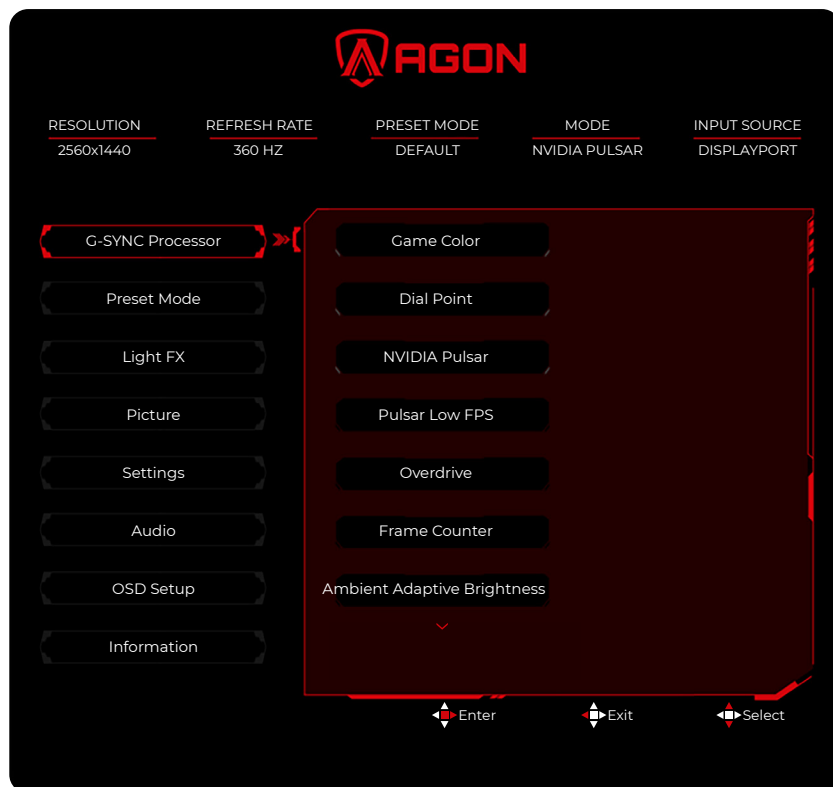 AGON
RESOLUTION REFRESH RATE PRESET MODE MODE INPUT SOURCE
2560x1440 360 HZ DEFAULT NVIDIA PULSAR DISPLAYPORT
G-SYNC Processor Game Color
Preset Mode Dial Point
Light FX NVIDIA Pulsar
Picture Pulsar Low FPS
Settings Overdrive
Audio Frame Counter
OSD Setup Ambient Adaptive Brightness
Information
Enter Exit Select